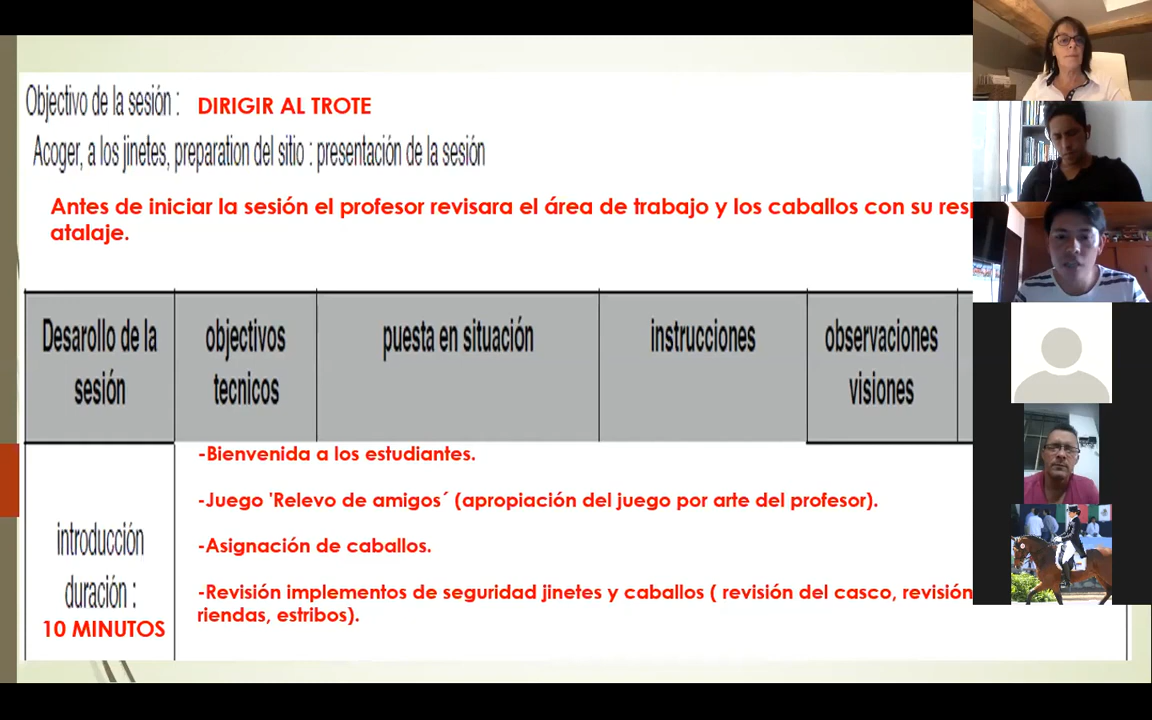 Objectivo de la sesión : DIRIGIR AL TROTE
Acoger, a los jinetes, preparation del sitio : presentación de la sesión
Antes de iniciar la sesión el profesor revisara el área de trabajo y los caballos con su
atalaje.
Desarollo de la
sesión
objectivos
tecnicos
puesta en situación
instrucciones
observaciones
visiones
introducción
duración :
10 MINUTOS
-Bienvenida a los estudiantes.
-Juego 'Relevo de amigos´ (apropiación del juego por arte del profesor).
-Asignación de caballos.
-Revisión implementos de seguridad jinetes y caballos ( revisión del casco, revisión
riendas, estribos).